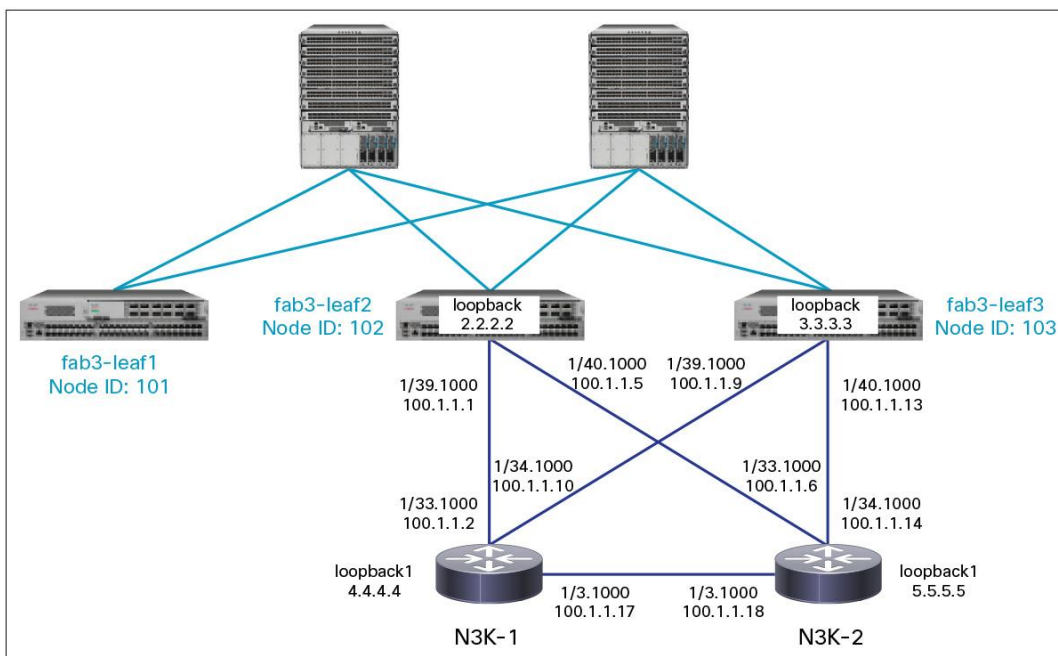 fab3-leaf2
Node ID: 102
loopback
2.2.2.2
loopback
3.3.3.3
fab3-leaf3
Node ID: 103
fab3-leaf1
Node ID: 101
1/39.1000
100.1.1.1
1/40.1000
100.1.1.5
1/39.1000
100.1.1.9
1/40.1000
100.1.1.13
1/34.1000
100.1.1.10
1/33.1000
100.1.1.6
1/33.1000
100.1.1.2
1/34.1000
100.1.1.14
loopback1
4.4.4.4
1/3.1000
100.1.1.17
1/3.1000
100.1.1.18
loopback1
5.5.5.5
N3K-1
N3K-2